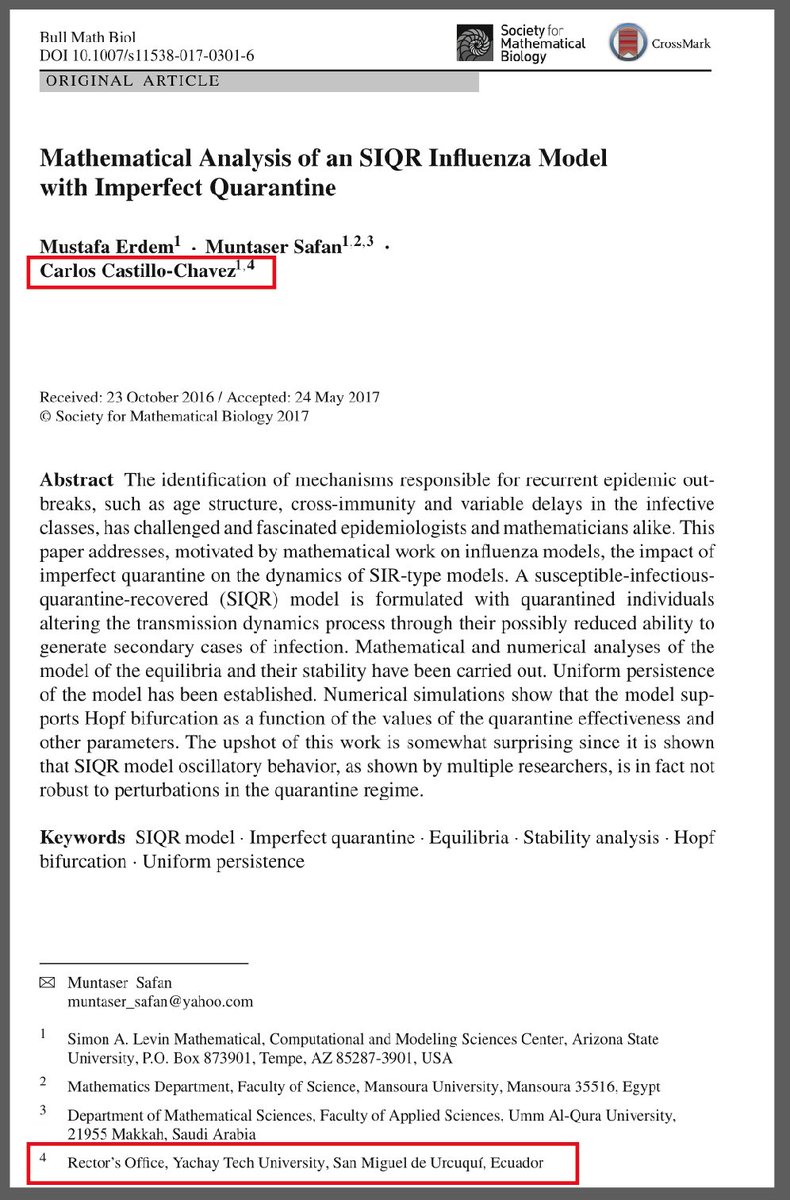 Bull Math Biol
DOI 10.1007/s11538-017-0301-6
Society for
Mathematical
Biology
CrossMark
ORIGINAL ARTICLE
Mathematical Analysis of an SIQR Influenza Model
with Imperfect Quarantine
Mustafa Erdem1 · Muntaser Safan1,2,3 ·
Carlos Castillo-Chavez1,4
Received: 23 October 2016 / Accepted: 24 May 2017
© Society for Mathematical Biology 2017
Abstract The identification of mechanisms responsible for recurrent epidemic out-
breaks, such as age structure, cross-immunity and variable delays in the infective
classes, has challenged and fascinated epidemiologists and mathematicians alike. This
paper addresses, motivated by mathematical work on influenza models, the impact of
imperfect quarantine on the dynamics of SIR-type models. A susceptible-infectious-
quarantine-recovered (SIQR) model is formulated with quarantined individuals
altering the transmission dynamics process through their possibly reduced ability to
generate secondary cases of infection. Mathematical and numerical analyses of the
model of the equilibria and their stability have been carried out. Uniform persistence
of the model has been established. Numerical simulations show that the model sup-
ports Hopf bifurcation as a function of the values of the quarantine effectiveness and
other parameters. The upshot of this work is somewhat surprising since it is shown
that SIQR model oscillatory behavior, as shown by multiple researchers, is in fact not
robust to perturbations in the quarantine regime.
Keywords SIQR model · Imperfect quarantine · Equilibria · Stability analysis · Hopf
bifurcation · Uniform persistence
✉ Muntaser Safan
muntaser_safan@yahoo.com
1 Simon A. Levin Mathematical, Computational and Modeling Sciences Center, Arizona State
University, P.O. Box 873901, Tempe, AZ 85287-3901, USA
2 Mathematics Department, Faculty of Science, Mansoura University, Mansoura 35516, Egypt
3 Department of Mathematical Sciences, Faculty of Applied Sciences, Umm Al-Qura University,
21955 Makkah, Saudi Arabia
4 Rector's Office, Yachay Tech University, San Miguel de Urcuquí, Ecuador